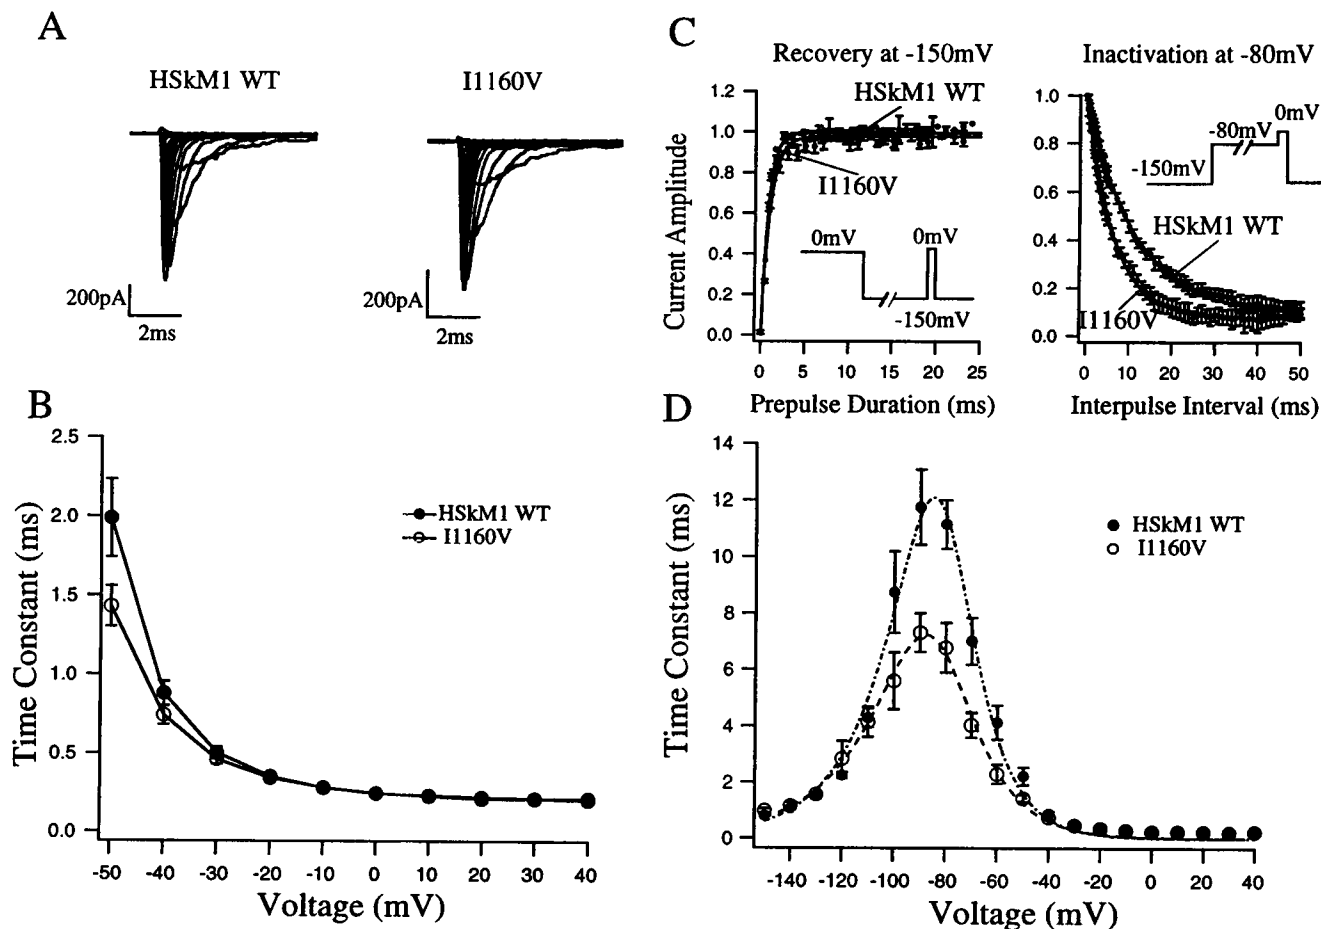 A
HSkM1 WT
I1160V
200pA
2ms
200pA
2ms
B
2.5
2.0
1.5
1.0
0.5
0.0
Time Constant (ms)
HSkM1 WT
I1160V
-50 -40 -30 -20 -10 0 10 20 30 40
Voltage (mV)
C
Recovery at -150mV
1.2
1.0
0.8
0.6
0.4
0.2
0.0
Current Amplitude
HSkM1 WT
I1160V
0mV
0mV
-150mV
0 5 10 15 20 25
Prepulse Duration (ms)
Inactivation at -80mV
1.0
0.8
0.6
0.4
0.2
0.0
0mV
-80mV
-150mV
HSkM1 WT
I1160V
0 10 20 30 40 50
Interpulse Interval (ms)
D
14
12
10
8
6
4
2
0
Time Constant (ms)
HSkM1 WT
I1160V
-140 -120 -100 -80 -60 -40 -20 0 20 40
Voltage (mV)